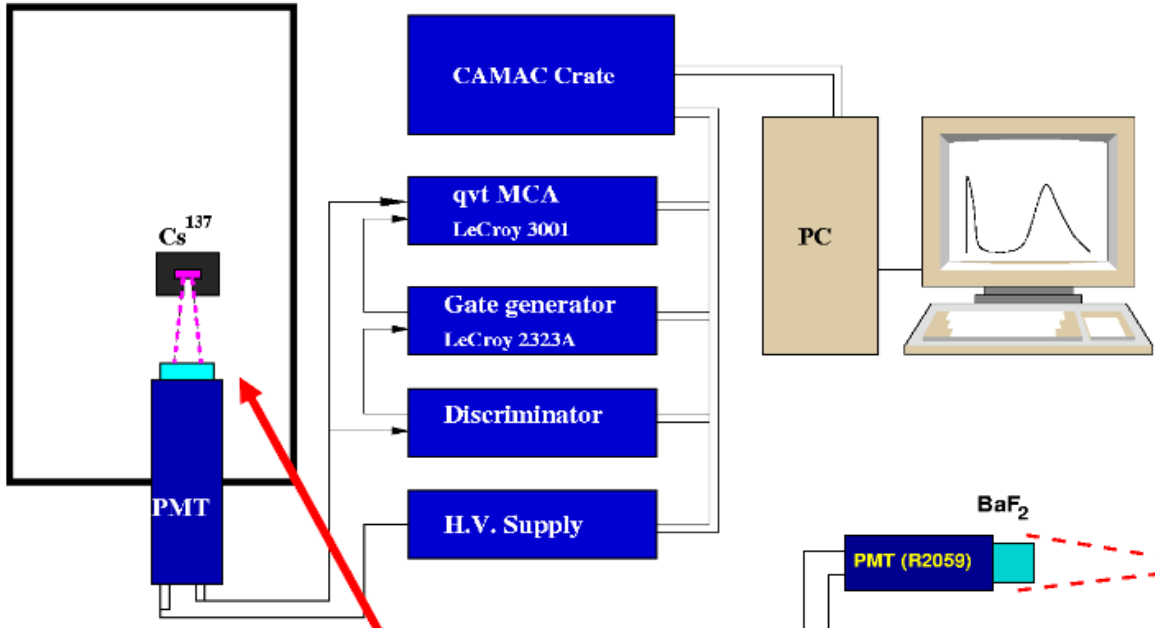 CAMAC Crate
qvt MCA
LeCroy 3001
Cs137
PC
Gate generator
LeCroy 2323A
Discriminator
PMT
H.V. Supply
BaF2
PMT (R2059)